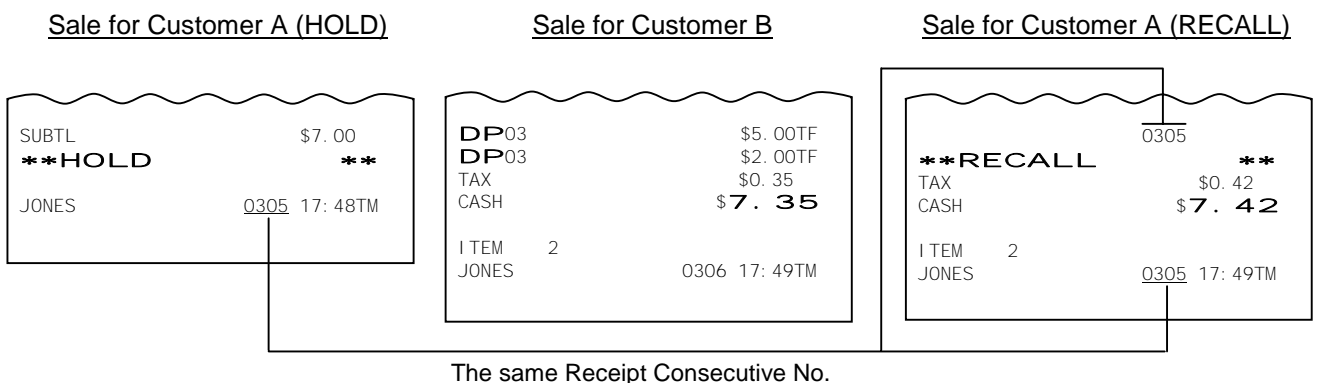 Sale for Customer A (HOLD)
SUBTL $7.00
**HOLD **
JONES 0305 17:48TM
Sale for Customer B
DP03 $5.00TF
DP03 $2.00TF
TAX $0.35
CASH $7.35
ITEM 2
JONES 0306 17:49TM
Sale for Customer A (RECALL)
0305
**RECALL **
TAX $0.42
CASH $7.42
ITEM 2
JONES 0305 17:49TM
The same Receipt Consecutive No.